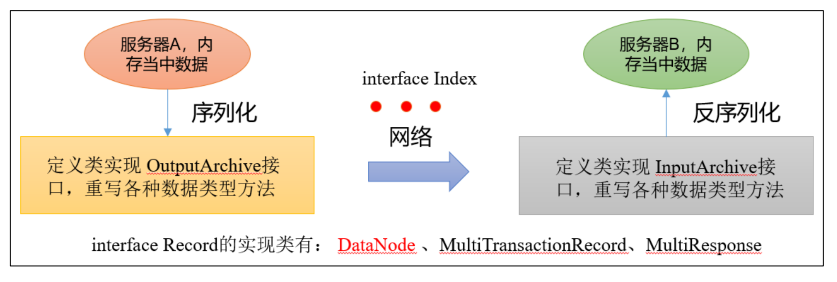 服务器A，内
存当中数据
服务器B，内
存当中数据
interface Index
序列化
网络
反序列化
定义类实现 OutputArchive接
口，重写各种数据类型方法
定义类实现 InputArchive接
口，重写各种数据类型方法
interface Record的实现类有： DataNode 、MultiTransactionRecord、MultiResponse